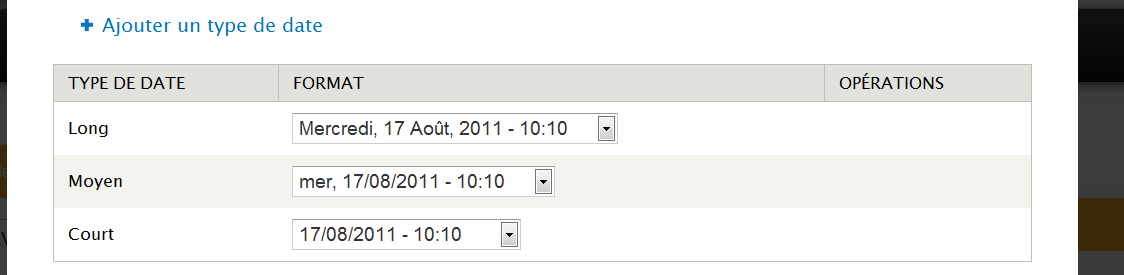 Ajouter un type de date
TYPE DE DATE FORMAT OPÉRATIONS
Long Mercredi, 17 Août, 2011 - 10:10
Moyen mer, 17/08/2011 - 10:10
Court 17/08/2011 - 10:10